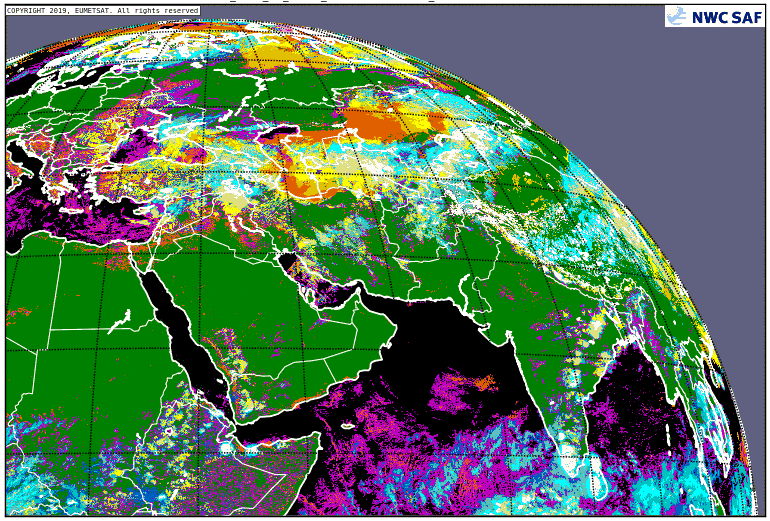 COPYRIGHT 2019, EUMETSAT. All rights reserved
NWC SAF